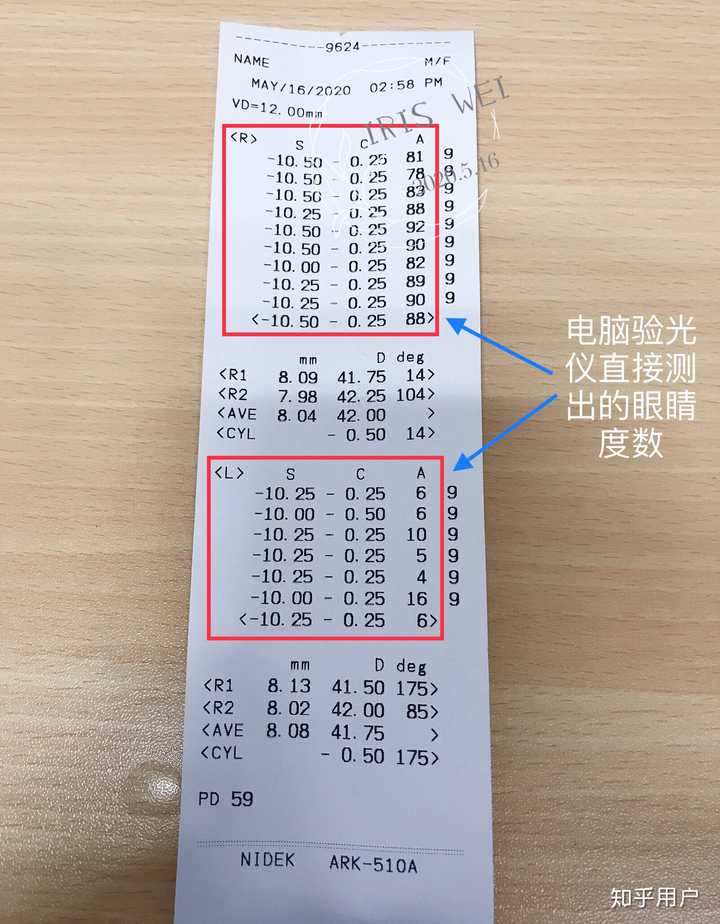 9624
NAME M/F
MAY/16/2020 02:58 PM
VD=12.00mm
IRIS WEI
2020.5.16
<R> S C A
-10.50 - 0.25 81 9
-10.50 - 0.25 78 9
-10.50 - 0.25 83 9
-10.25 - 0.25 88 9
-10.50 - 0.25 92 9
-10.50 - 0.25 90 9
-10.00 - 0.25 82 9
-10.25 - 0.25 89 9
-10.25 - 0.25 90 9
<-10.50 - 0.25 88>
电脑验光
仪直接测
出的眼睛
度数
mm D deg
<R1 8.09 41.75 14>
<R2 7.98 42.25 104>
<AVE 8.04 42.00 >
<CYL - 0.50 14>
<L> S C A
-10.25 - 0.25 6 9
-10.00 - 0.50 6 9
-10.25 - 0.25 10 9
-10.25 - 0.25 5 9
-10.25 - 0.25 4 9
-10.00 - 0.25 16 9
<-10.25 - 0.25 6>
mm D deg
<R1 8.13 41.50 175>
<R2 8.02 42.00 85>
<AVE 8.08 41.75 >
<CYL - 0.50 175>
PD 59
NIDEK ARK-510A
知乎用户